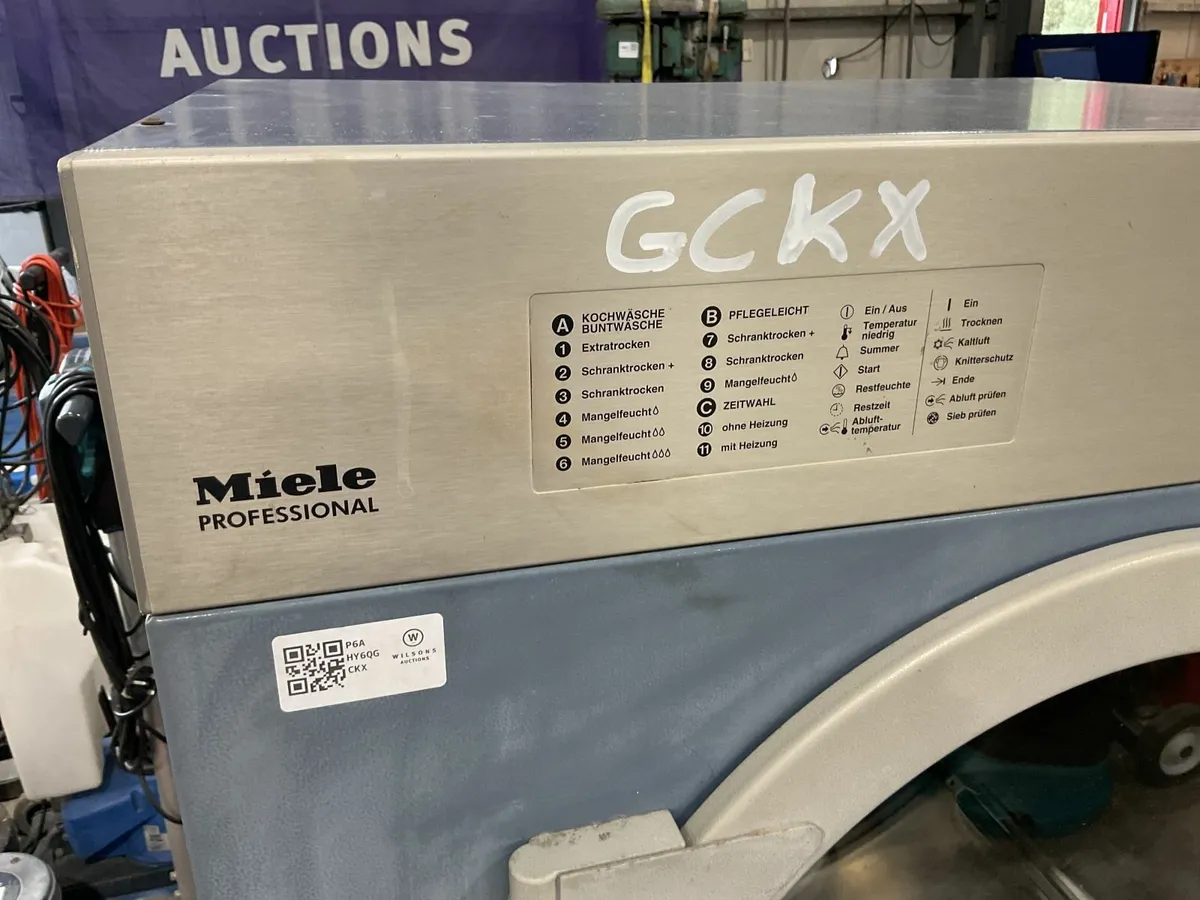 AUCTIONS
GCKX
A KOCHWÄSCHE
BUNTWÄSCHE
1 Extratrocken
2 Schranktrocken +
3 Schranktrocken
4 Mangelfeucht
5 Mangelfeucht
6 Mangelfeucht
B PFLEGELEICHT
7 Schranktrocken +
8 Schranktrocken
9 Mangelfeucht
C ZEITWAHL
10 ohne Heizung
11 mit Heizung
Ein / Aus
Temperatur
niedrig
Summer
Start
Restfeuchte
Restzeit
Abluft-
temperatur
Ein
Trocknen
Kaltluft
Knitterschutz
Ende
Abluft prüfen
Sieb prüfen
Miele
PROFESSIONAL
P6A
HY6QG
CKX
W
WILSONS
AUCTIONS